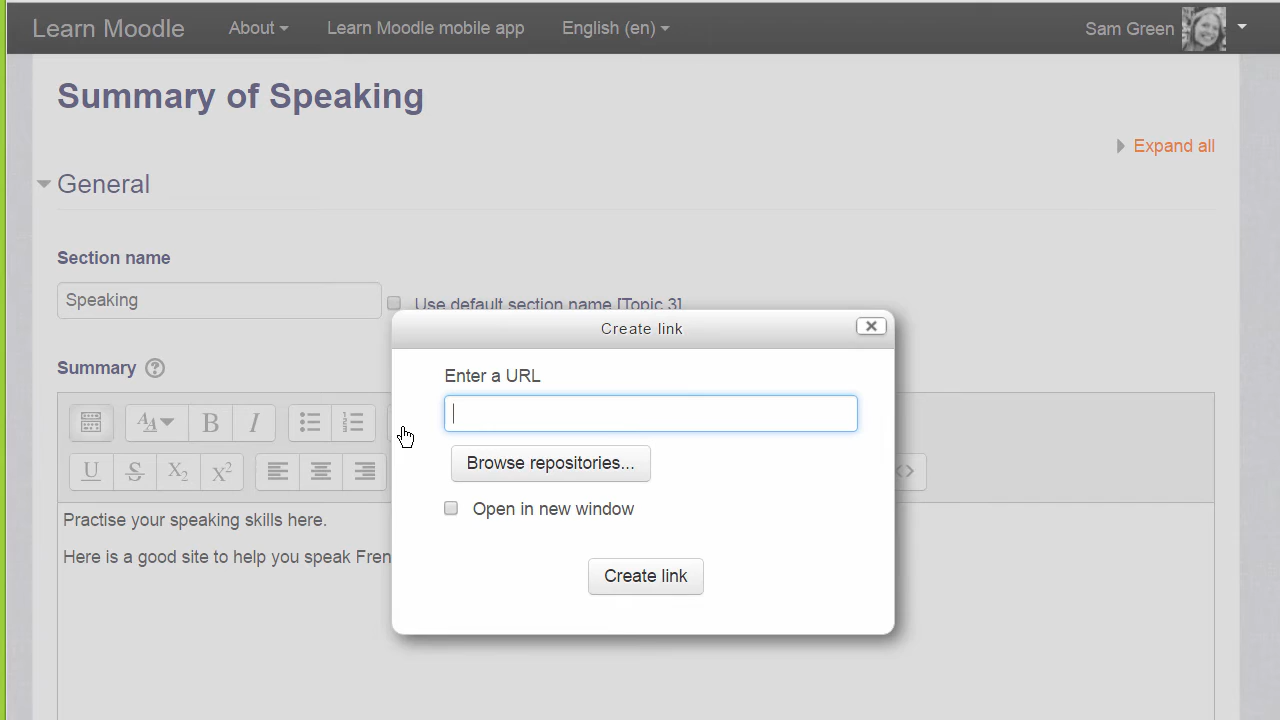 Learn Moodle About Learn Moodle mobile app English (en) Sam Green
Summary of Speaking
Expand all
General
Section name
Speaking
Use default section name [Topic 3]
Create link
Summary
Enter a URL
B I
Browse repositories...
U S X₂ X²
Open in new window
Practise your speaking skills here.
Here is a good site to help you speak Fren
Create link